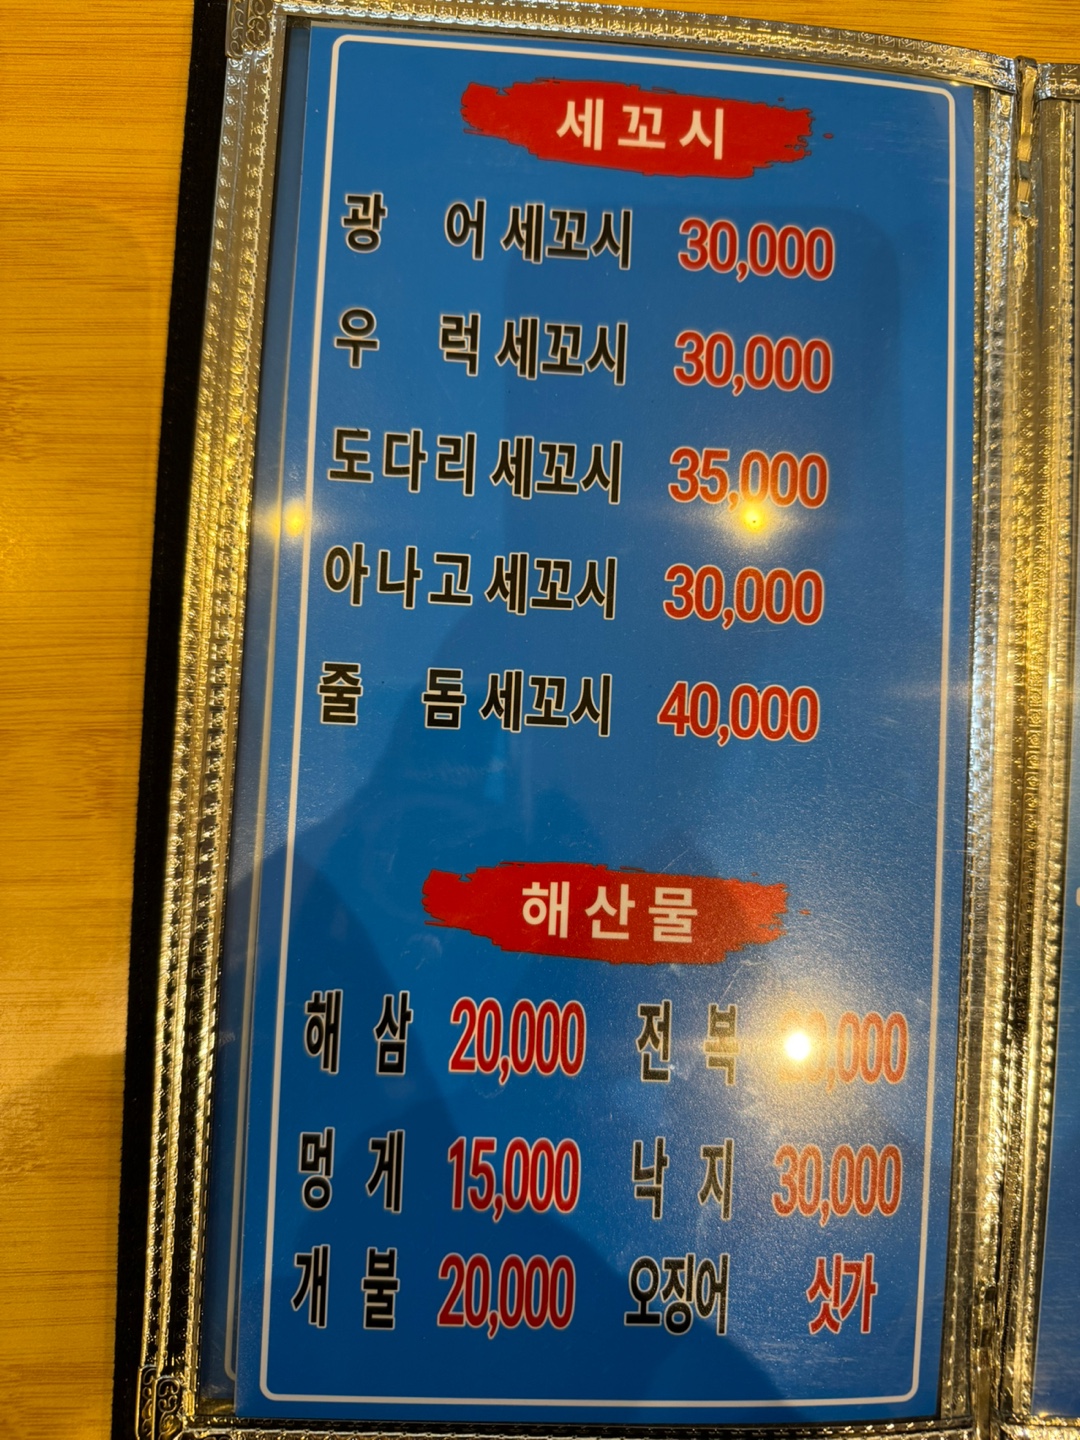 세꼬시
광 어 세꼬시 30,000
우 럭 세꼬시 30,000
도다리 세꼬시 35,000
아나고 세꼬시 30,000
줄 돔 세꼬시 40,000
해산물
해 삼 20,000 전 복
멍 게 15,000 낙 지 30,000
개 불 20,000 오징어 싯가